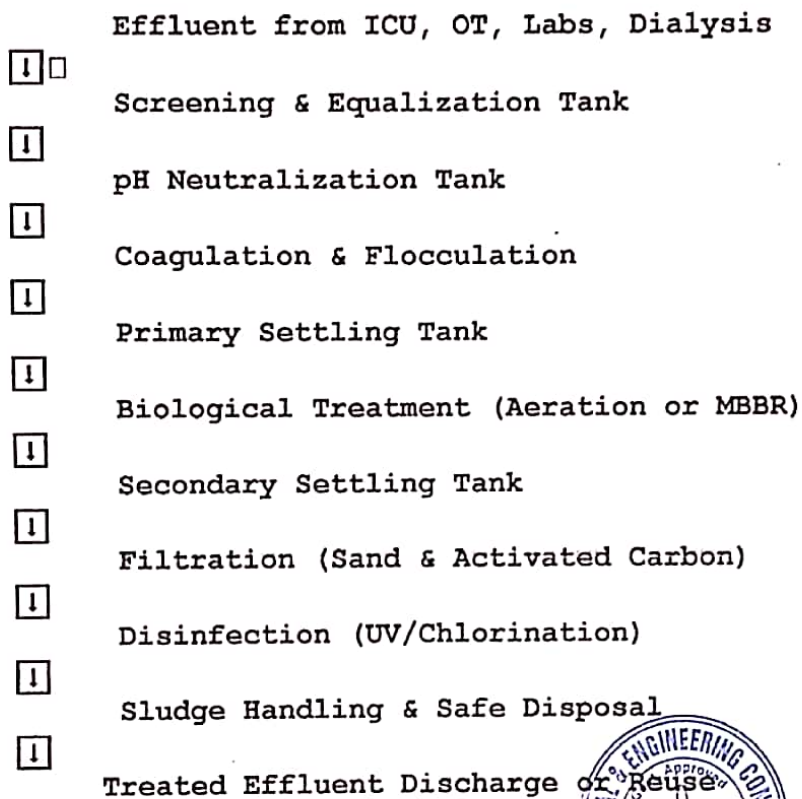 Effluent from ICU, OT, Labs, Dialysis
↓
Screening & Equalization Tank
↓
pH Neutralization Tank
↓
Coagulation & Flocculation
↓
Primary Settling Tank
↓
Biological Treatment (Aeration or MBBR)
↓
Secondary Settling Tank
↓
Filtration (Sand & Activated Carbon)
↓
Disinfection (UV/Chlorination)
↓
Sludge Handling & Safe Disposal
↓
Treated Effluent Discharge or Reuse
& ENGINEERING CON
Approved